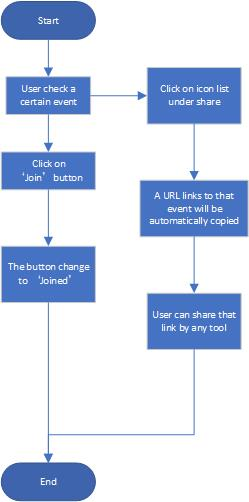 Start
User check a
certain event
Click on icon list
under share
Click on
‘Join’ button
A URL links to that
event will be
automatically copied
The button change
to ‘Joined’
User can share that
link by any tool
End